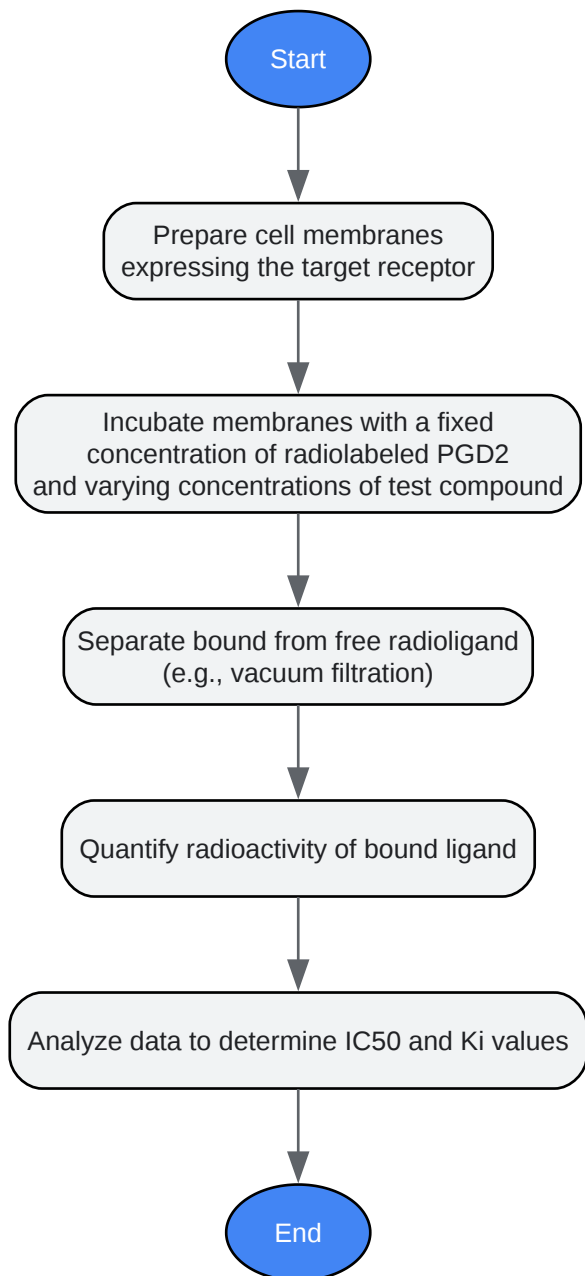 Start
Prepare cell membranes
expressing the target receptor
Incubate membranes with a fixed
concentration of radiolabeled PGD2
and varying concentrations of test compound
Separate bound from free radioligand
(e.g., vacuum filtration)
Quantify radioactivity of bound ligand
Analyze data to determine IC50 and Ki values
End